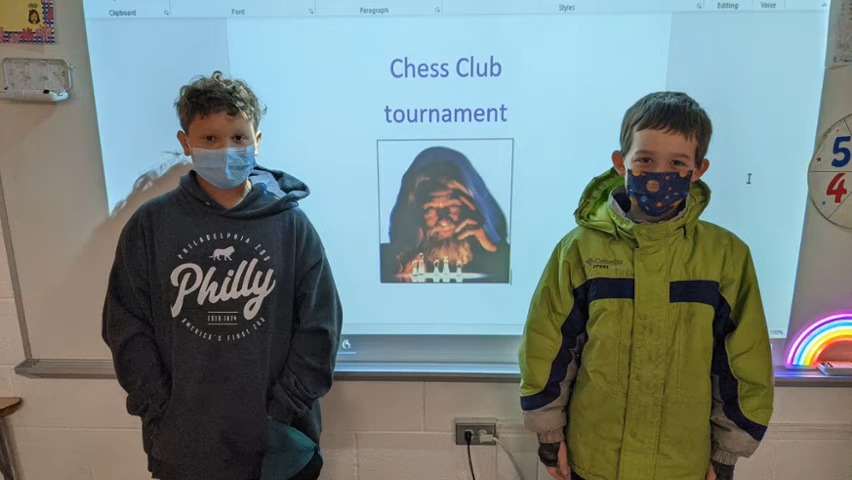 Clipboard
Font
Paragraph
Styles
Editing
Voice
Chess Club
tournament
PHILADELPHIA ZOO
Philly
ESTD 1874
AMERICA'S FIRST ZOO
Columbia
5
4
100%